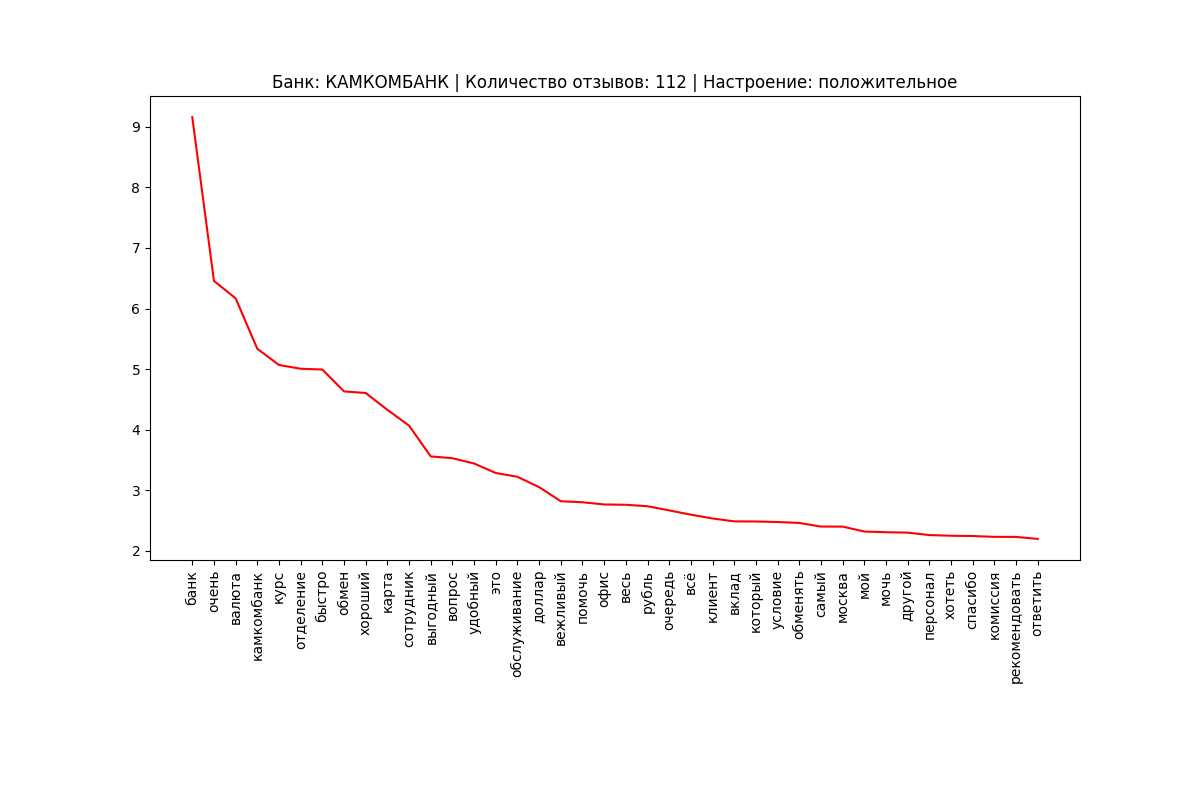 Банк: КАМКОМБАНК | Количество отзывов: 112 | Настроение: положительное
9
8
7
6
5
4
3
2
банк
очень
валюта
камкомбанк
курс
отделение
быстро
обмен
хороший
карта
сотрудник
выгодный
вопрос
удобный
это
обслуживание
доллар
вежливый
помочь
офис
весь
рубль
очередь
всё
клиент
вклад
который
условие
обменять
самый
москва
мой
мочь
другой
персонал
хотеть
спасибо
комиссия
рекомендовать
ответить